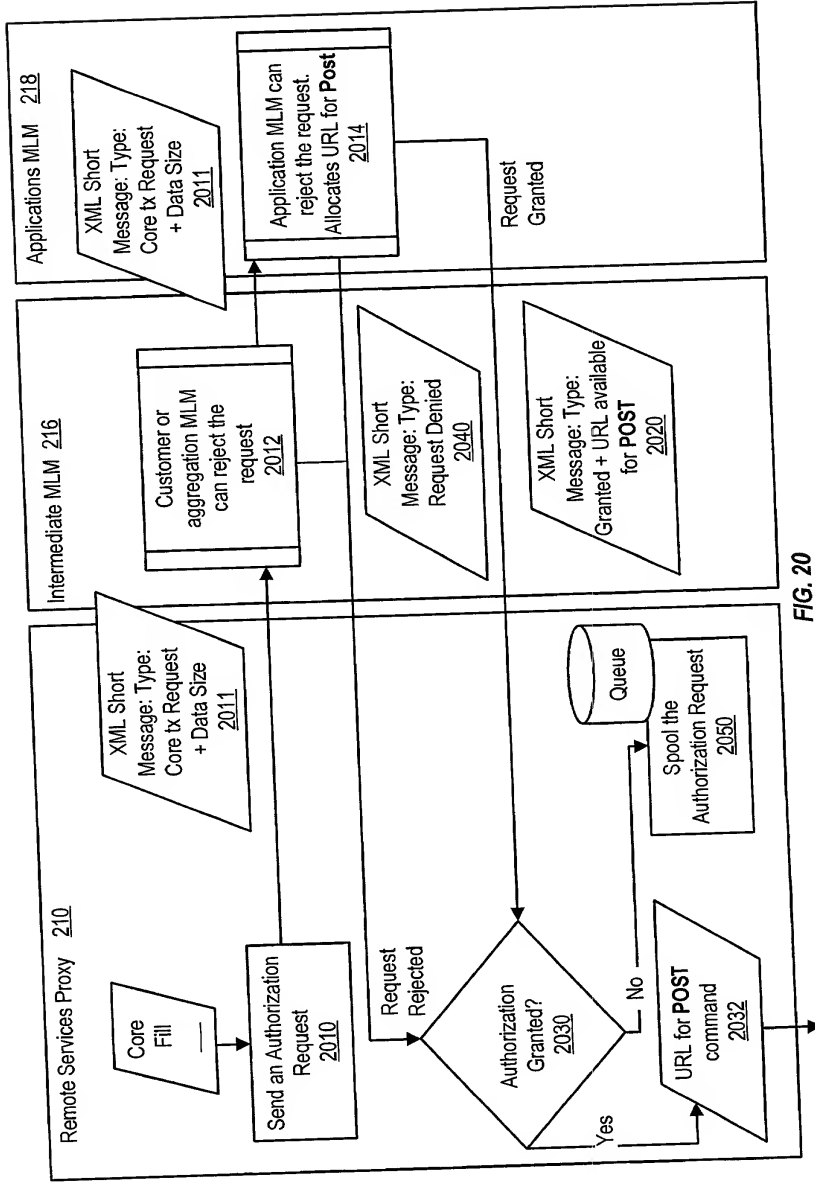 Remote Services Proxy 210
Core
Fill
Send an Authorization
Request
2010
XML Short
Message: Type:
Core tx Request
+ Data Size
2011
Request
Rejected
Authorization
Granted?
2030
Yes
No
URL for POST
command
2032
Queue
Spool the
Authorization Request
2050
Intermediate MLM 216
Customer or
aggregation MLM
can reject the
request
2012
XML Short
Message: Type:
Request Denied
2040
XML Short
Message: Type:
Granted + URL available
for POST
2020
Applications MLM 218
XML Short
Message: Type:
Core tx Request
+ Data Size
2011
Application MLM can
reject the request.
Allocates URL for Post
2014
Request
Granted
FIG. 20